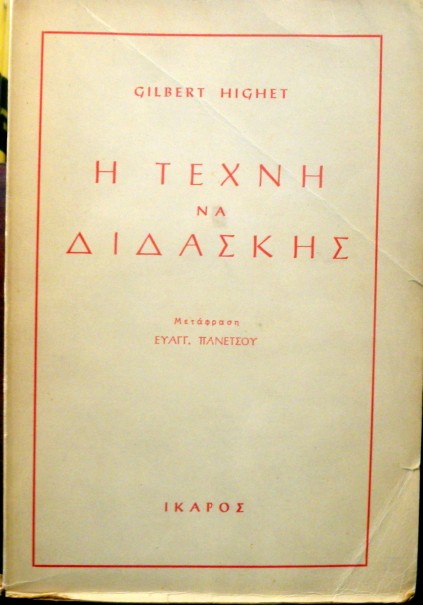 GILBERT HIGHET
Η ΤΕΧΝΗ
ΝΑ
ΔΙΔΑΣΚΗΣ
Μετάφραση
ΕΥΑΓΓ. ΠΑΝΕΤΣΟΥ
ΙΚΑΡΟΣ